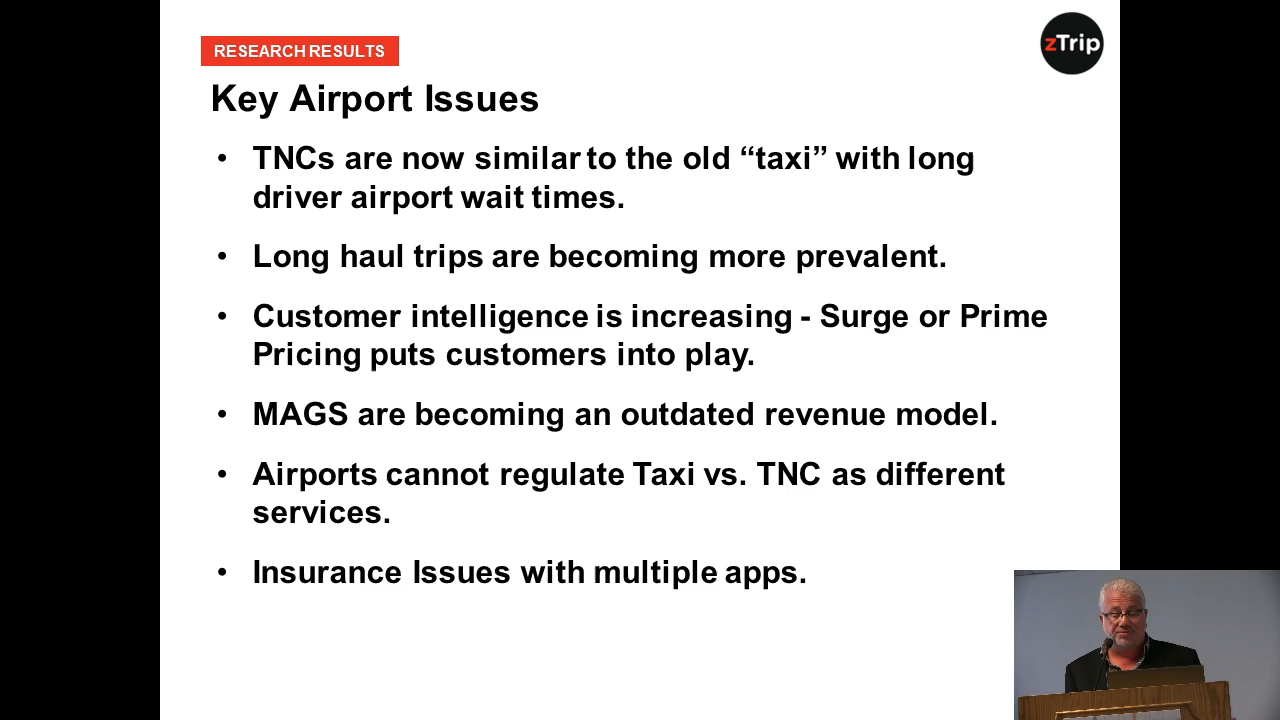 RESEARCH RESULTS
zTrip
Key Airport Issues
• TNCs are now similar to the old “taxi” with long
driver airport wait times.
• Long haul trips are becoming more prevalent.
• Customer intelligence is increasing - Surge or Prime
Pricing puts customers into play.
• MAGS are becoming an outdated revenue model.
• Airports cannot regulate Taxi vs. TNC as different
services.
• Insurance Issues with multiple apps.